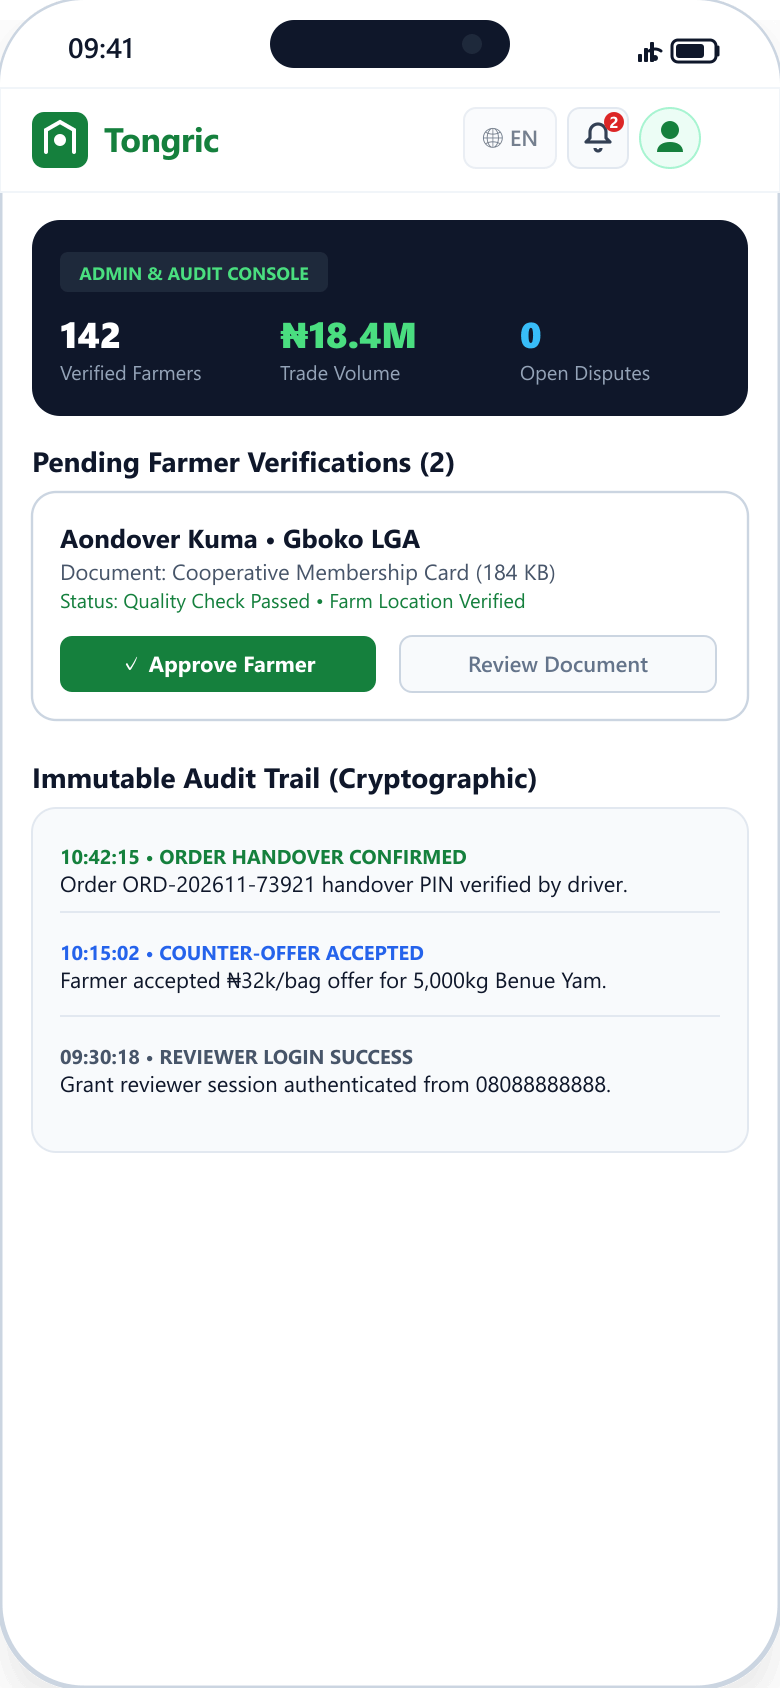 09:41
Tongric
EN
2
ADMIN & AUDIT CONSOLE
142
₦18.4M
0
Verified Farmers
Trade Volume
Open Disputes
Pending Farmer Verifications (2)
Aondover Kuma • Gboko LGA
Document: Cooperative Membership Card (184 KB)
Status: Quality Check Passed • Farm Location Verified
✓ Approve Farmer
Review Document
Immutable Audit Trail (Cryptographic)
10:42:15 • ORDER HANDOVER CONFIRMED
Order ORD-202611-73921 handover PIN verified by driver.
10:15:02 • COUNTER-OFFER ACCEPTED
Farmer accepted ₦32k/bag offer for 5,000kg Benue Yam.
09:30:18 • REVIEWER LOGIN SUCCESS
Grant reviewer session authenticated from 08088888888.